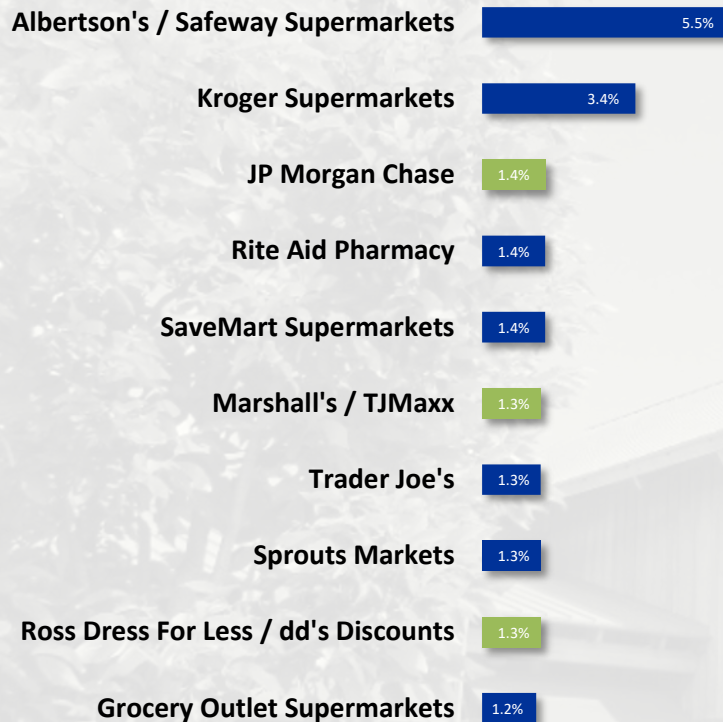 Albertson's / Safeway Supermarkets 5.5%
Kroger Supermarkets 3.4%
JP Morgan Chase 1.4%
Rite Aid Pharmacy 1.4%
SaveMart Supermarkets 1.4%
Marshall's / TJMaxx 1.3%
Trader Joe's 1.3%
Sprouts Markets 1.3%
Ross Dress For Less / dd's Discounts 1.3%
Grocery Outlet Supermarkets 1.2%